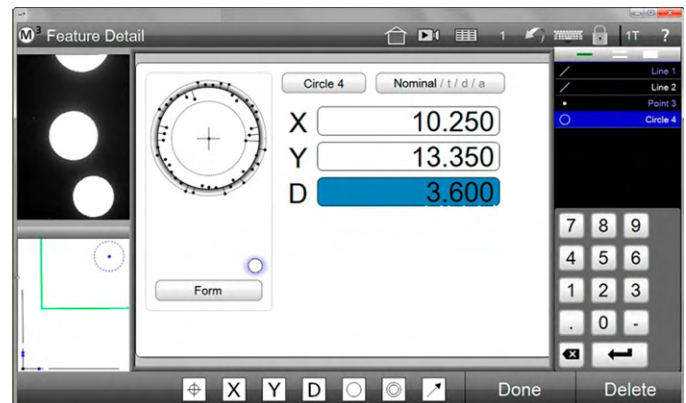 M³ Feature Detail 1 1T ?
Circle 4 Nominal / t / d / a
X 10.250
Y 13.350
D 3.600
Form
Line 1
Line 2
Point 3
Circle 4
7 8 9
4 5 6
1 2 3
. 0 -
X Y D Done Delete